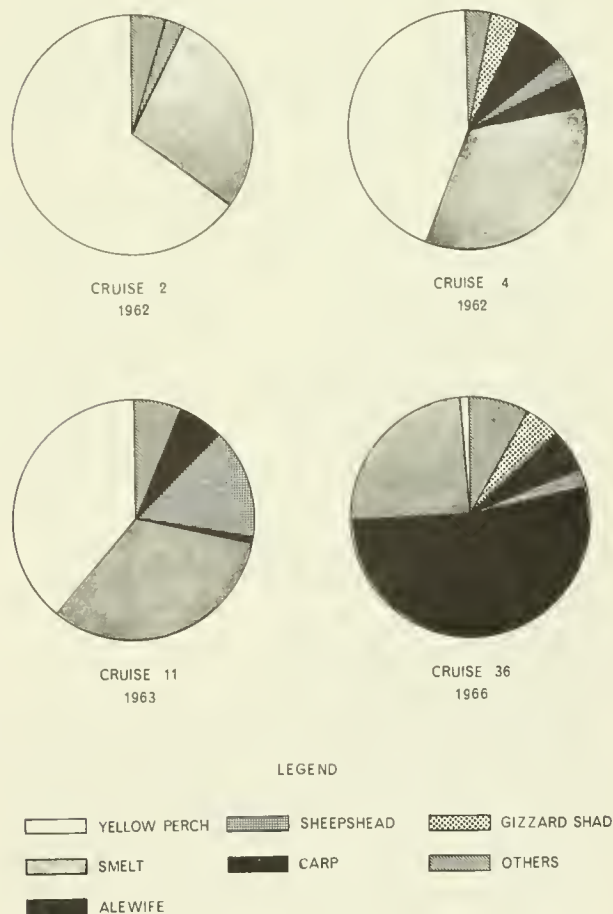 CRUISE 2
1962
CRUISE 4
1962
CRUISE 11
1963
CRUISE 36
1966
LEGEND
YELLOW PERCH
SHEEPSHEAD
GIZZARD SHAD
SMELT
CARP
OTHERS
ALEWIFE